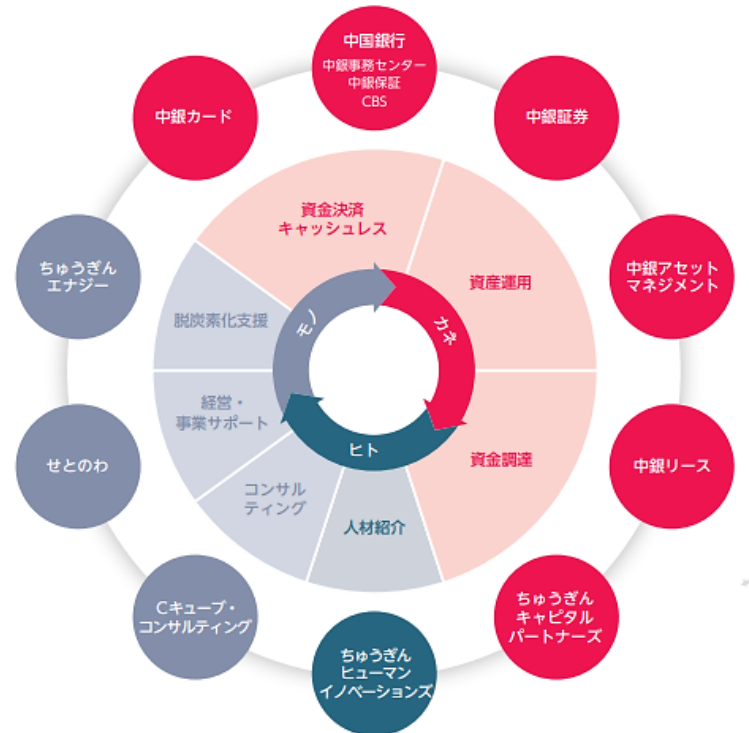 中国銀行
中銀事務センター
中銀保証
CBS
中銀カード
中銀証券
ちゅうぎん
エナジー
中銀アセット
マネジメント
せとのわ
中銀リース
Cキューブ・
コンサルティング
ちゅうぎん
キャピタル
パートナーズ
ちゅうぎん
ヒューマン
イノベーションズ
資金決済
キャッシュレス
資産運用
脱炭素化支援
経営・
事業サポート
資金調達
コンサル
ティング
人材紹介
モノ
カネ
ヒト